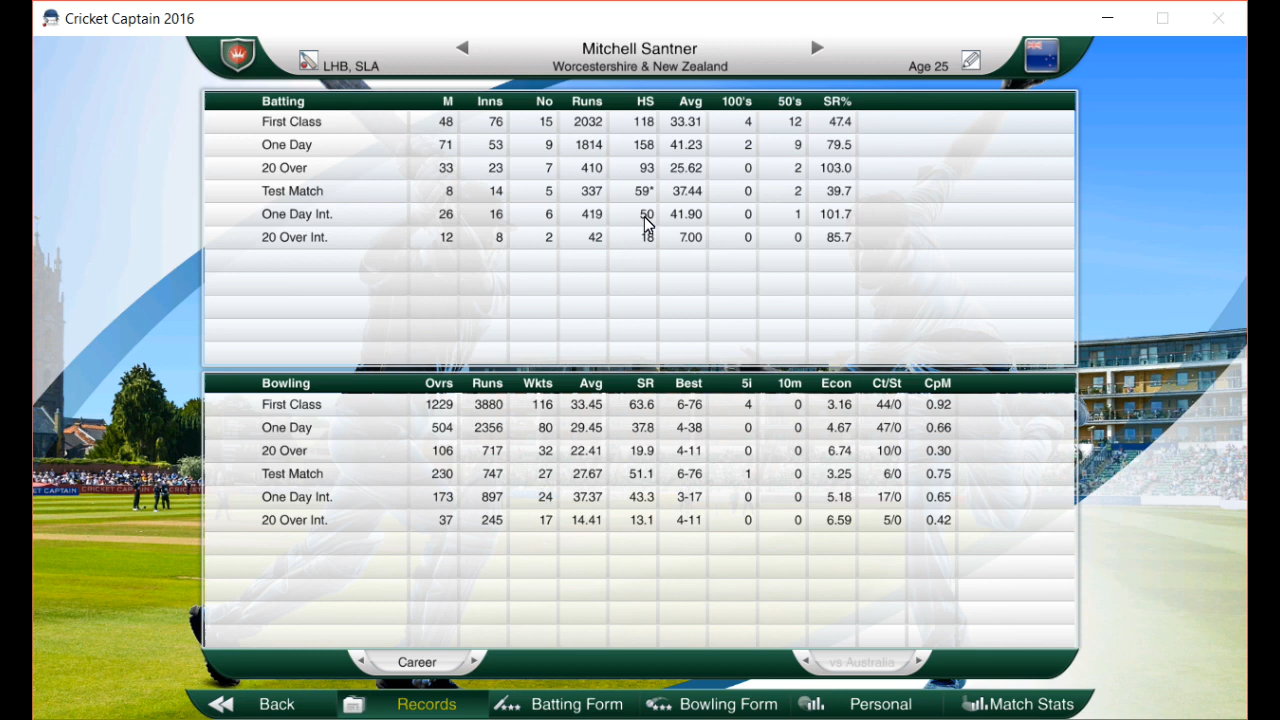 Cricket Captain 2016
Mitchell Santner
LHB, SLA
Worcestershire & New Zealand
Age 25
Batting M Inns No Runs HS Avg 100's 50's SR%
First Class 48 76 15 2032 118 33.31 4 12 47.4
One Day 71 53 9 1814 158 41.23 2 9 79.5
20 Over 33 23 7 410 93 25.62 0 2 103.0
Test Match 8 14 5 337 59* 37.44 0 2 39.7
One Day Int. 26 16 6 419 50 41.90 0 1 101.7
20 Over Int. 12 8 2 42 18 7.00 0 0 85.7
Bowling Ovrs Runs Wkts Avg SR Best 5i 10m Econ Ct/St CpM
First Class 1229 3880 116 33.45 63.6 6-76 4 0 3.16 44/0 0.92
One Day 504 2356 80 29.45 37.8 4-38 0 0 4.67 47/0 0.66
20 Over 106 717 32 22.41 19.9 4-11 0 0 6.74 10/0 0.30
Test Match 230 747 27 27.67 51.1 6-76 1 0 3.25 6/0 0.75
One Day Int. 173 897 24 37.37 43.3 3-17 0 0 5.18 17/0 0.65
20 Over Int. 37 245 17 14.41 13.1 4-11 0 0 6.59 5/0 0.42
Career
vs Australia
Back Records Batting Form Bowling Form Personal Match Stats